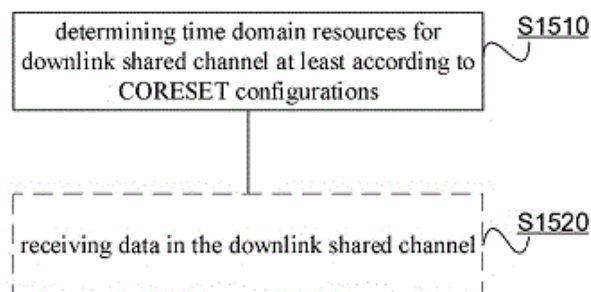 determining time domain resources for
downlink shared channel at least according to
CORESET configurations
S1510
receiving data in the downlink shared channel
S1520